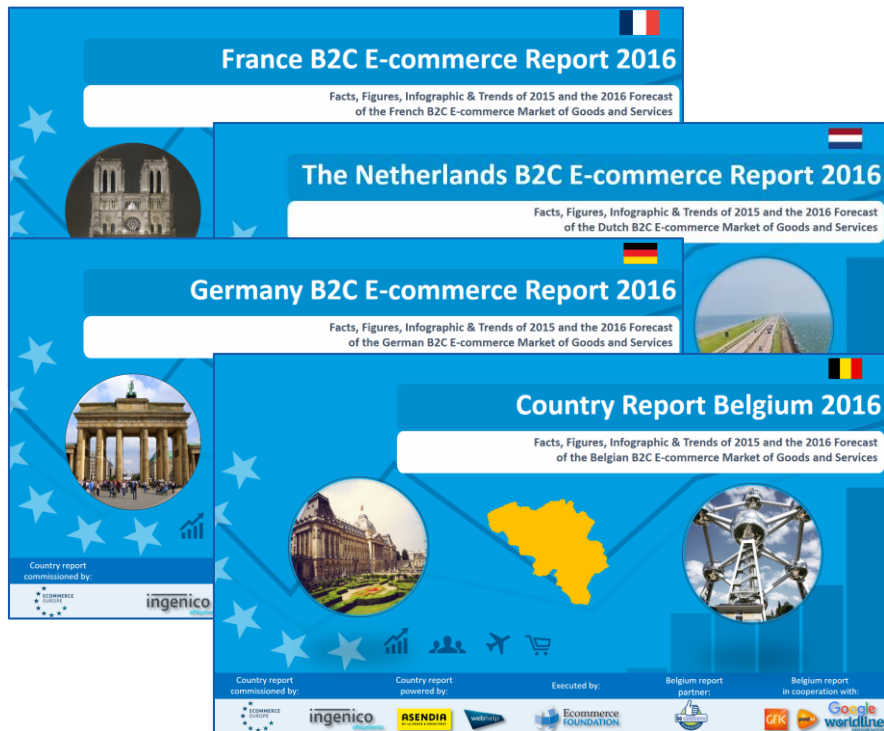 France B2C E-commerce Report 2016
Facts, Figures, Infographic & Trends of 2015 and the 2016 Forecast
of the French B2C E-commerce Market of Goods and Services
The Netherlands B2C E-commerce Report 2016
Facts, Figures, Infographic & Trends of 2015 and the 2016 Forecast
of the Dutch B2C E-commerce Market of Goods and Services
Germany B2C E-commerce Report 2016
Facts, Figures, Infographic & Trends of 2015 and the 2016 Forecast
of the German B2C E-commerce Market of Goods and Services
Country report
commissioned by:
ECOMMERCE
EUROPE
ingenico
Country Report Belgium 2016
Facts, Figures, Infographic & Trends of 2015 and the 2016 Forecast
of the Belgian B2C E-commerce Market of Goods and Services
Country report
commissioned by:
Country report
powered by:
Executed by:
Belgium report
partner:
Belgium report
in cooperation with:
ECOMMERCE
EUROPE
ingenico
ASENDIA
webhelp
Ecommerce
FOUNDATION
GFK
Google
worldline